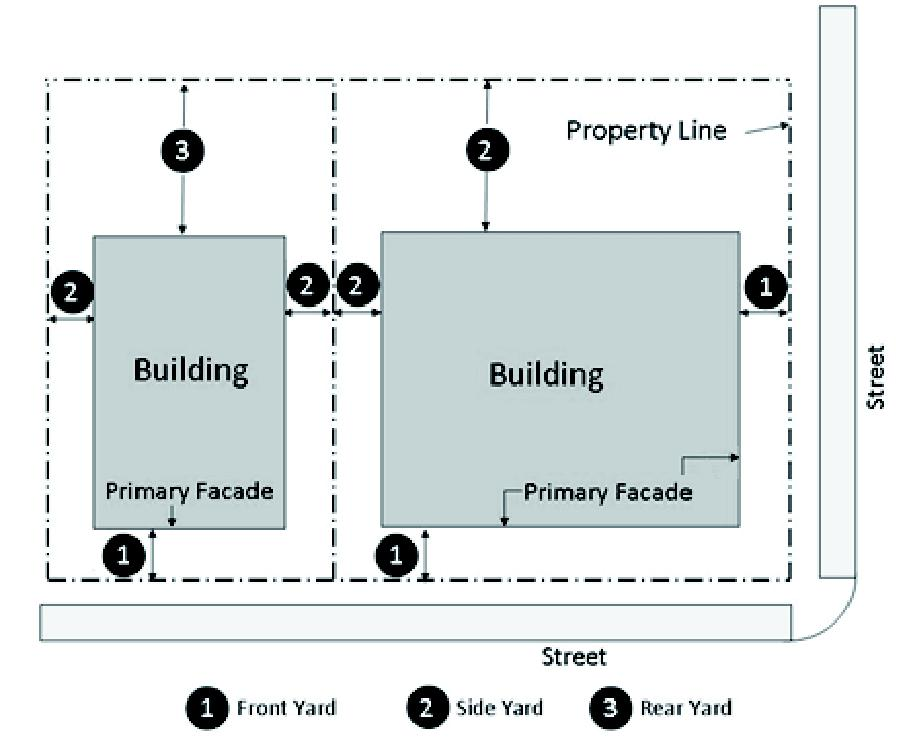 3
2
Property Line
2
2
2
1
Building
Building
Street
Primary Facade
Primary Facade
1
1
Street
1 Front Yard
2 Side Yard
3 Rear Yard